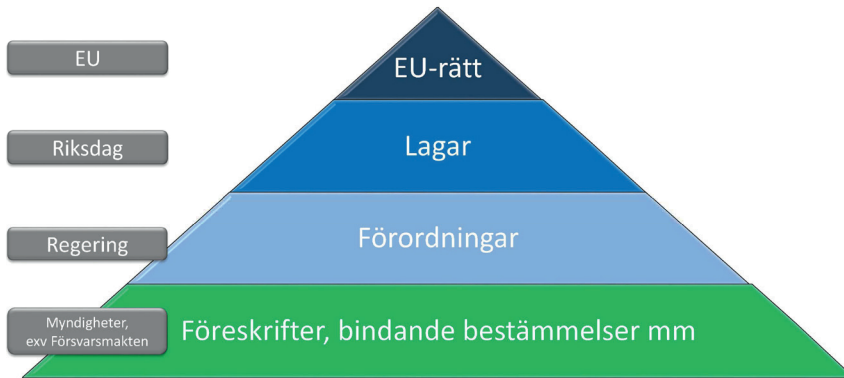 EU
EU-rätt
Riksdag
Lagar
Regering
Förordningar
Myndigheter,
exv Försvarsmakten
Föreskrifter, bindande bestämmelser mm